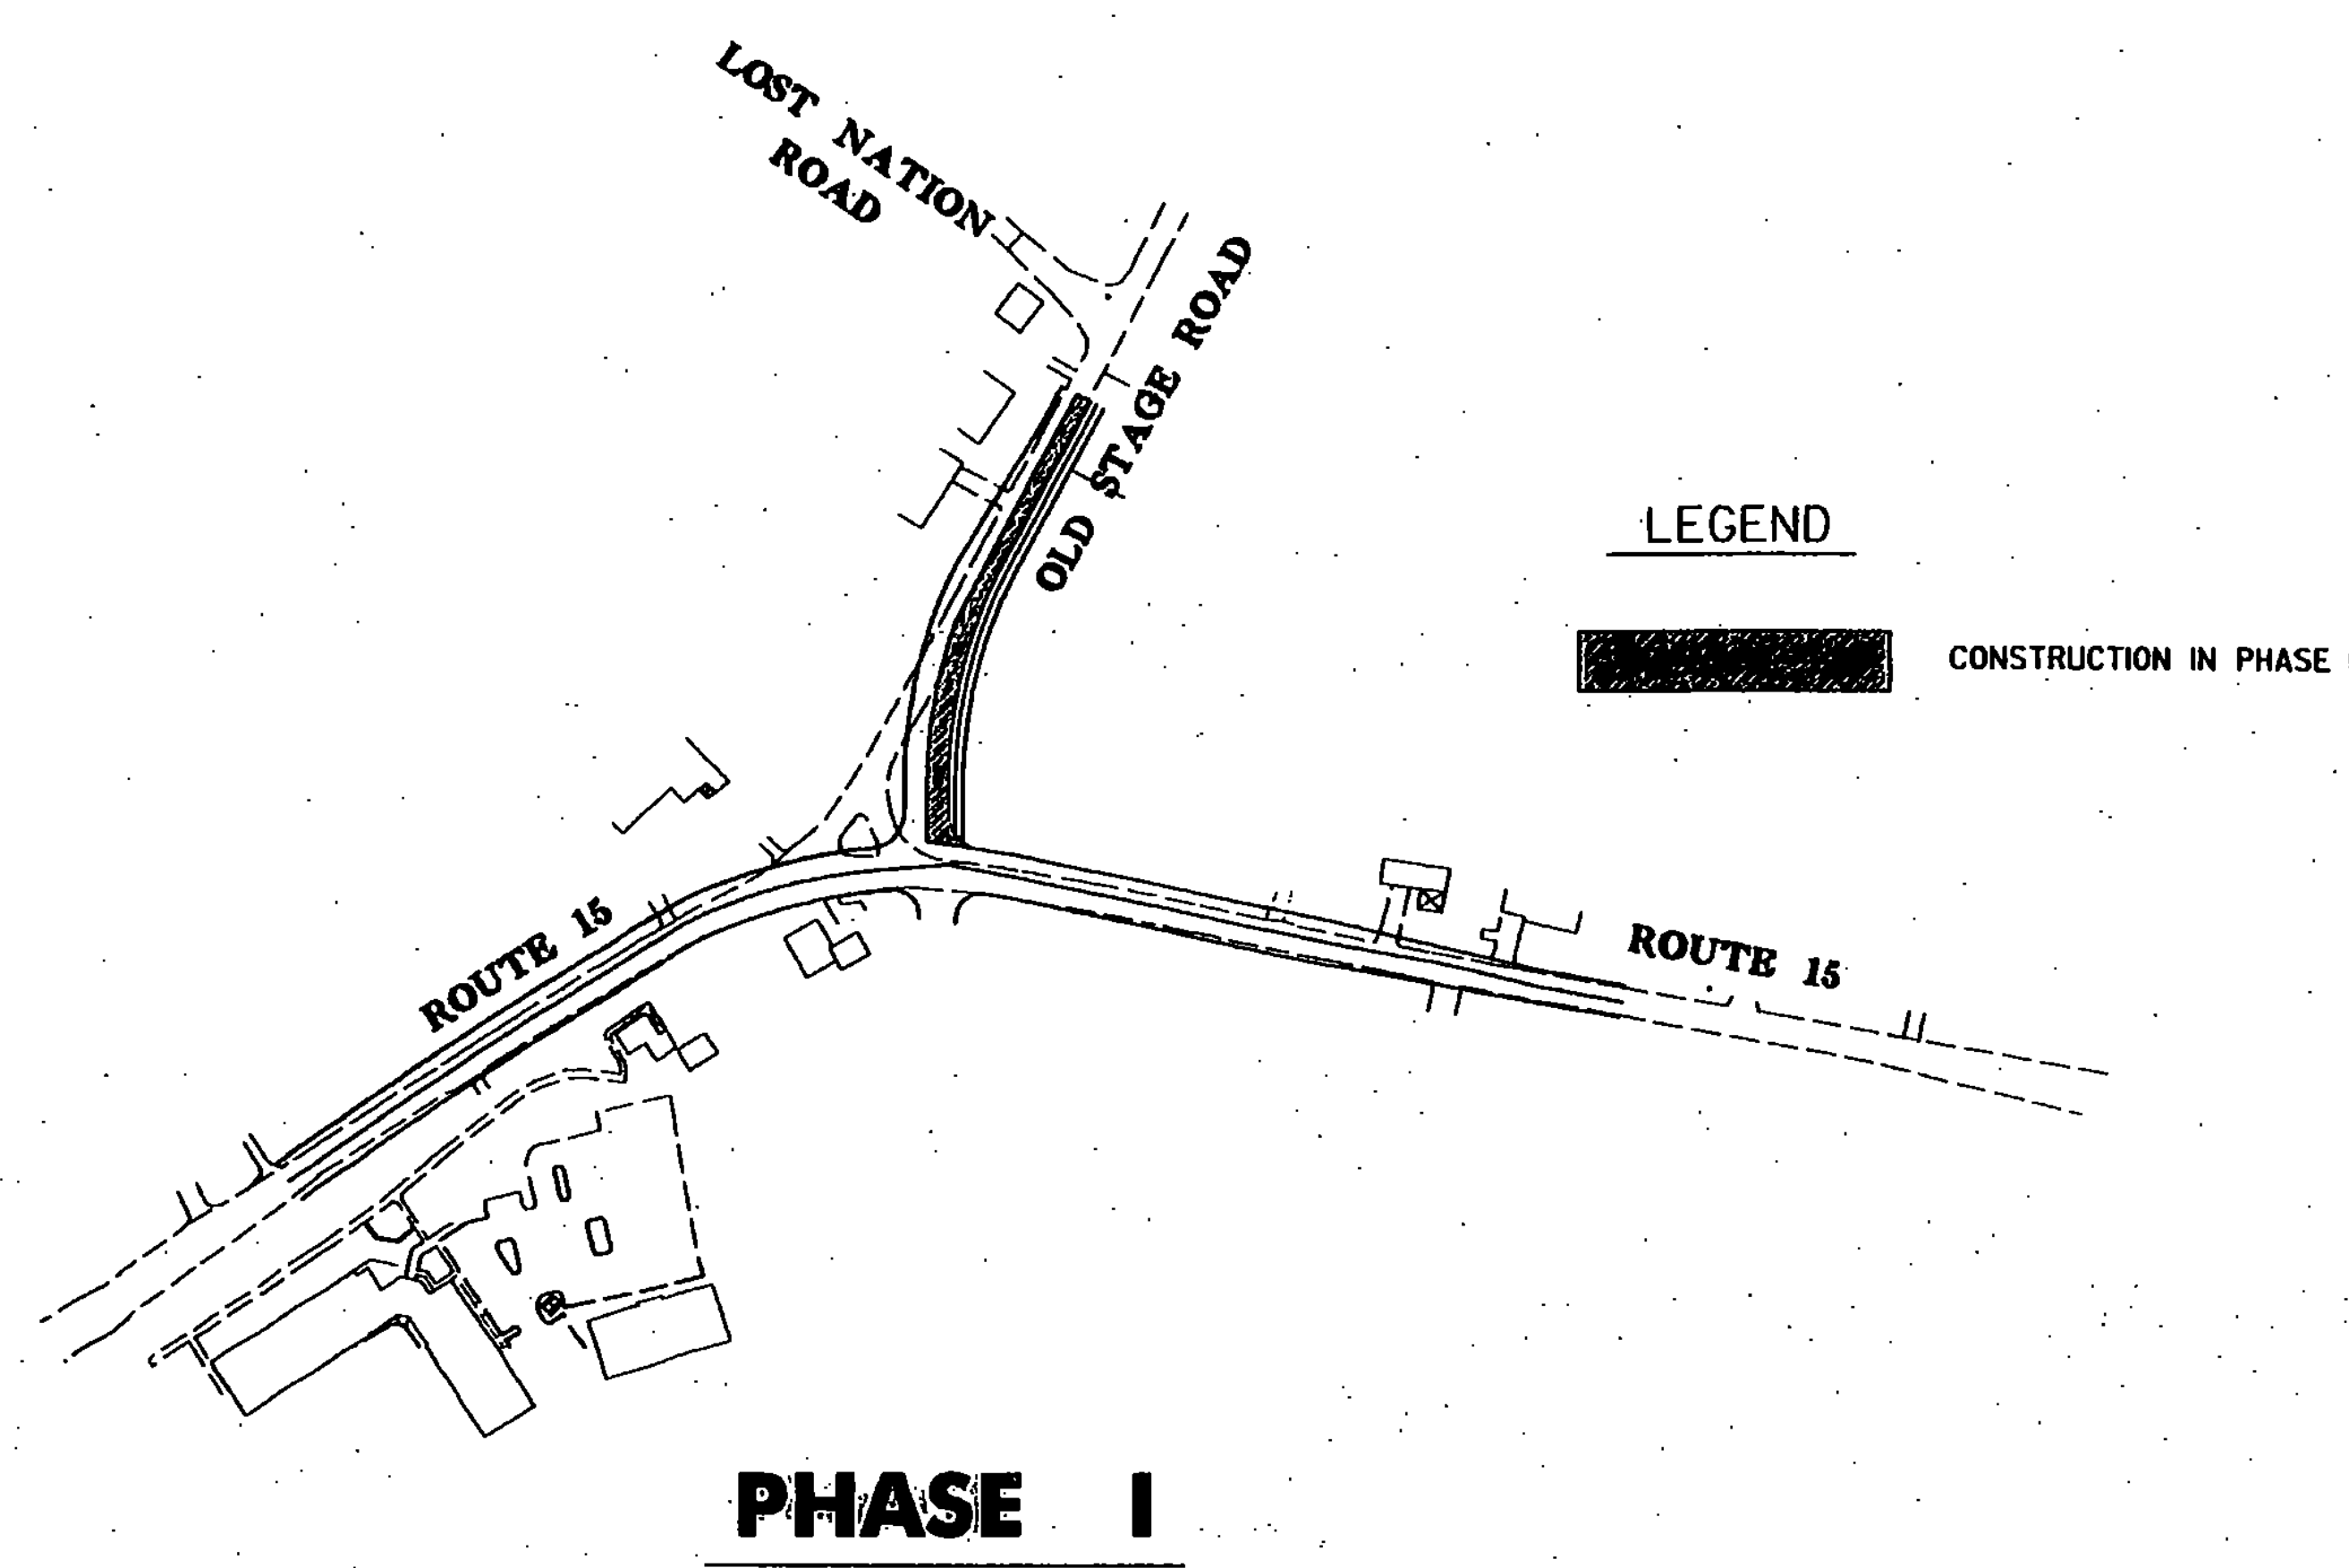 LOST NATION
ROAD
OLD STAGE ROAD
LEGEND
CONSTRUCTION IN PHASE
ROUTE 15
ROUTE 15
PHASE I